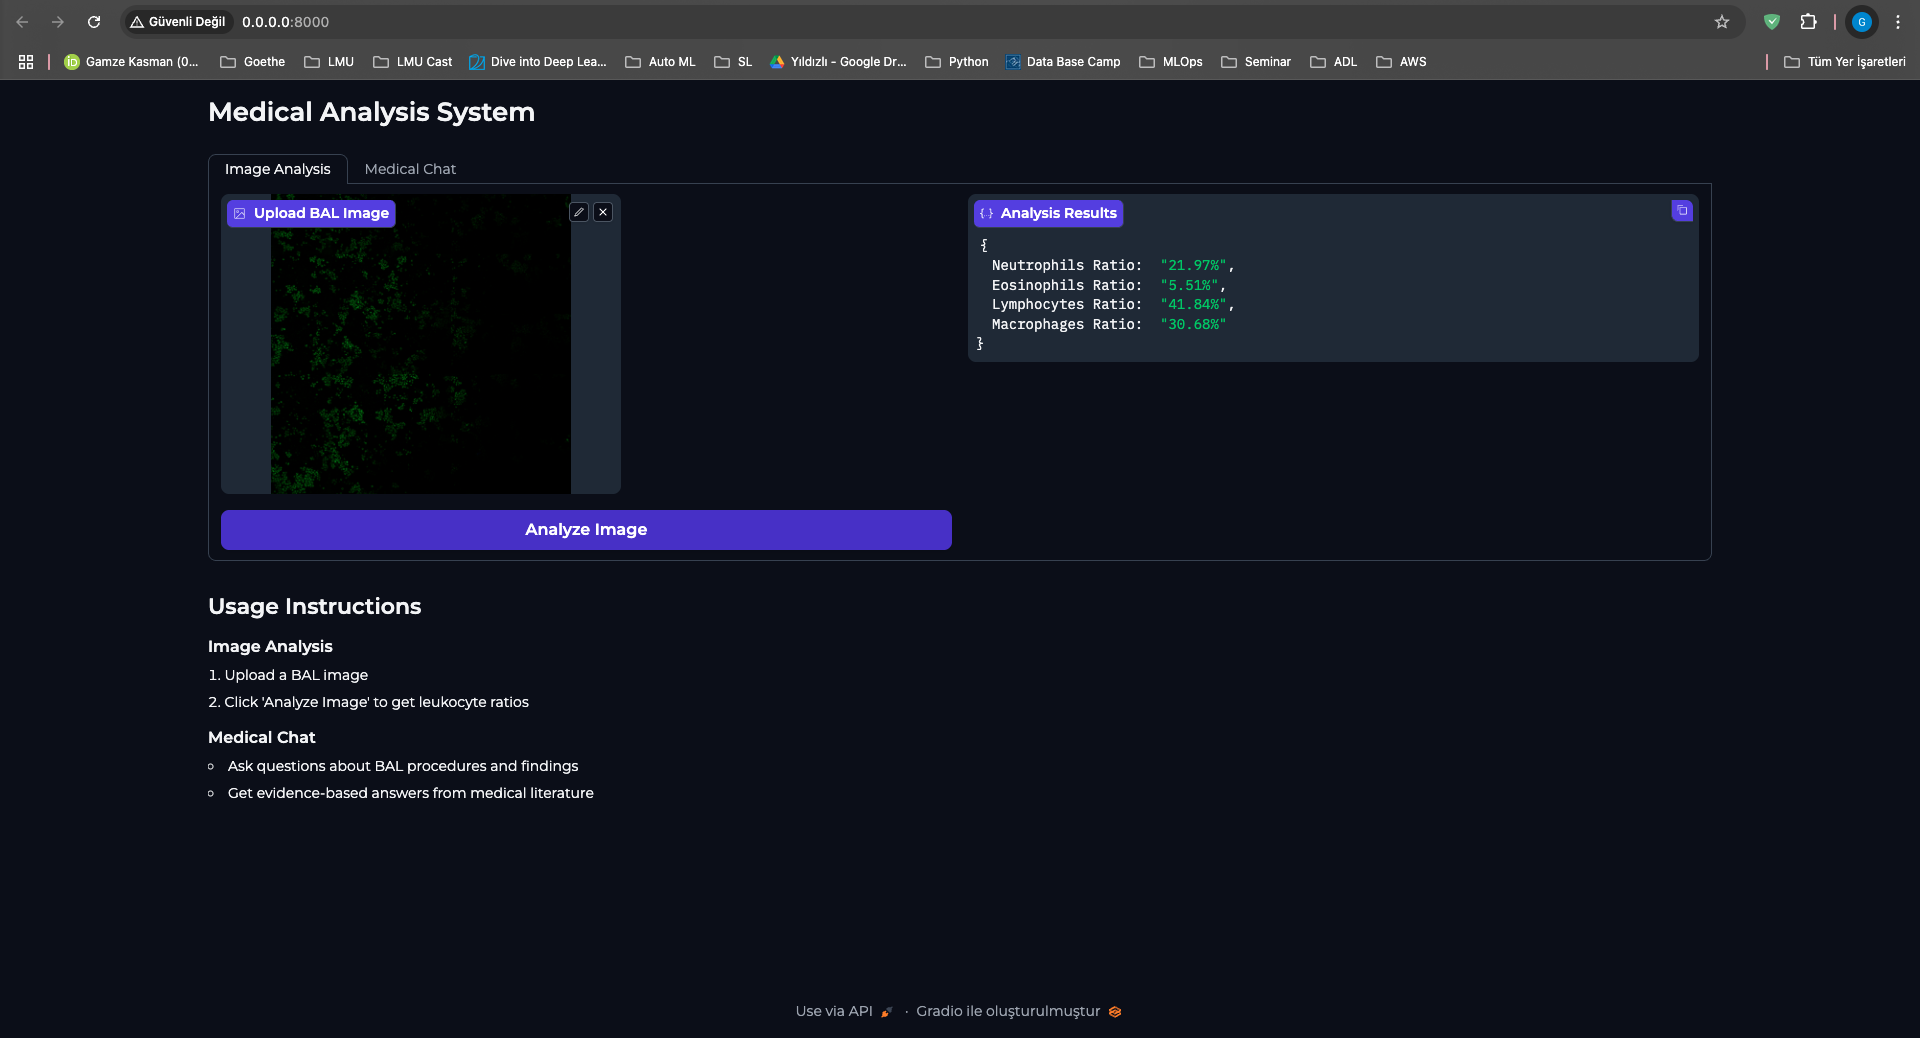 Güvenli Değil 0.0.0.0:8000
G
Gamze Kasman (0... Goethe LMU LMU Cast Dive into Deep Lea... Auto ML SL Yıldızlı - Google Dr... Python Data Base Camp MLOps Seminar ADL AWS Tüm Yer İşaretleri
Medical Analysis System
Image Analysis Medical Chat
Upload BAL Image
Analysis Results
{
Neutrophils Ratio: "21.97%",
Eosinophils Ratio: "5.51%",
Lymphocytes Ratio: "41.84%",
Macrophages Ratio: "30.68%"
}
Analyze Image
Usage Instructions
Image Analysis
1. Upload a BAL image
2. Click 'Analyze Image' to get leukocyte ratios
Medical Chat
Ask questions about BAL procedures and findings
Get evidence-based answers from medical literature
Use via API · Gradio ile oluşturulmuştur